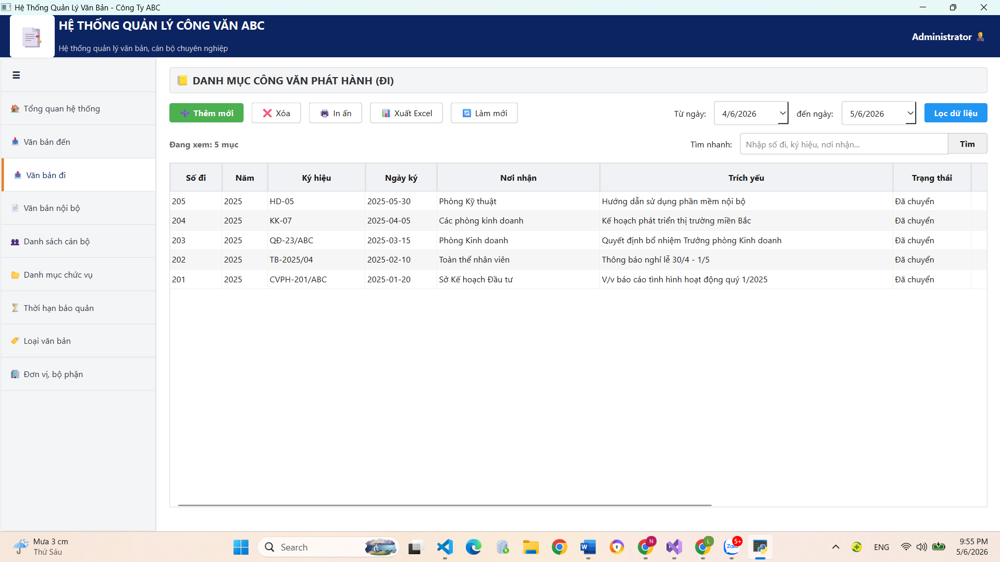 Hệ Thống Quản Lý Văn Bản - Công Ty ABC
HỆ THỐNG QUẢN LÝ CÔNG VĂN ABC
Hệ thống quản lý văn bản, cán bộ chuyên nghiệp
Administrator
Tổng quan hệ thống
Văn bản đến
Văn bản đi
Văn bản nội bộ
Danh sách cán bộ
Danh mục chức vụ
Thời hạn bảo quản
Loại văn bản
Đơn vị, bộ phận
DANH MỤC CÔNG VĂN PHÁT HÀNH (ĐI)
Thêm mới Xóa In ấn Xuất Excel Làm mới Từ ngày: 4/6/2026 đến ngày: 5/6/2026 Lọc dữ liệu
Đang xem: 5 mục Tìm nhanh: Nhập số đi, ký hiệu, nơi nhận... Tìm
Số đi Năm Ký hiệu Ngày ký Nơi nhận Trích yếu Trạng thái
205 2025 HD-05 2025-05-30 Phòng Kỹ thuật Hướng dẫn sử dụng phần mềm nội bộ Đã chuyển
204 2025 KK-07 2025-04-05 Các phòng kinh doanh Kế hoạch phát triển thị trường miền Bắc Đã chuyển
203 2025 QĐ-23/ABC 2025-03-15 Phòng Kinh doanh Quyết định bổ nhiệm Trưởng phòng Kinh doanh Đã chuyển
202 2025 TB-2025/04 2025-02-10 Toàn thể nhân viên Thông báo nghỉ lễ 30/4 - 1/5 Đã chuyển
201 2025 CVPH-201/ABC 2025-01-20 Sở Kế hoạch Đầu tư V/v báo cáo tình hình hoạt động quý 1/2025 Đã chuyển
Mưa 3 cm
Thứ Sáu
Search
N
L
Zalo
5+
ENG
9:55 PM
5/6/2026